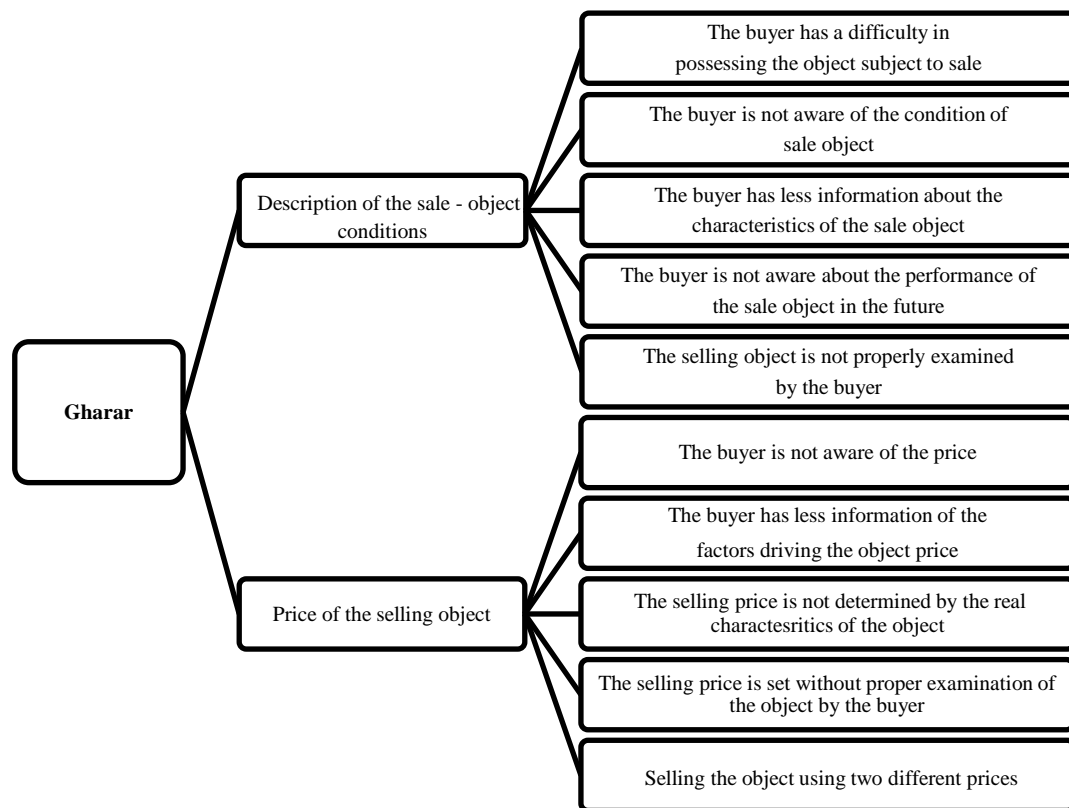 Gharar
Description of the sale - object
conditions
The buyer has a difficulty in
possessing the object subject to sale
The buyer is not aware of the condition of
sale object
The buyer has less information about the
characteristics of the sale object
The buyer is not aware about the performance of
the sale object in the future
The selling object is not properly examined
by the buyer
Price of the selling object
The buyer is not aware of the price
The buyer has less information of the
factors driving the object price
The selling price is not determined by the real
charactesritics of the object
The selling price is set without proper examination of
the object by the buyer
Selling the object using two different prices